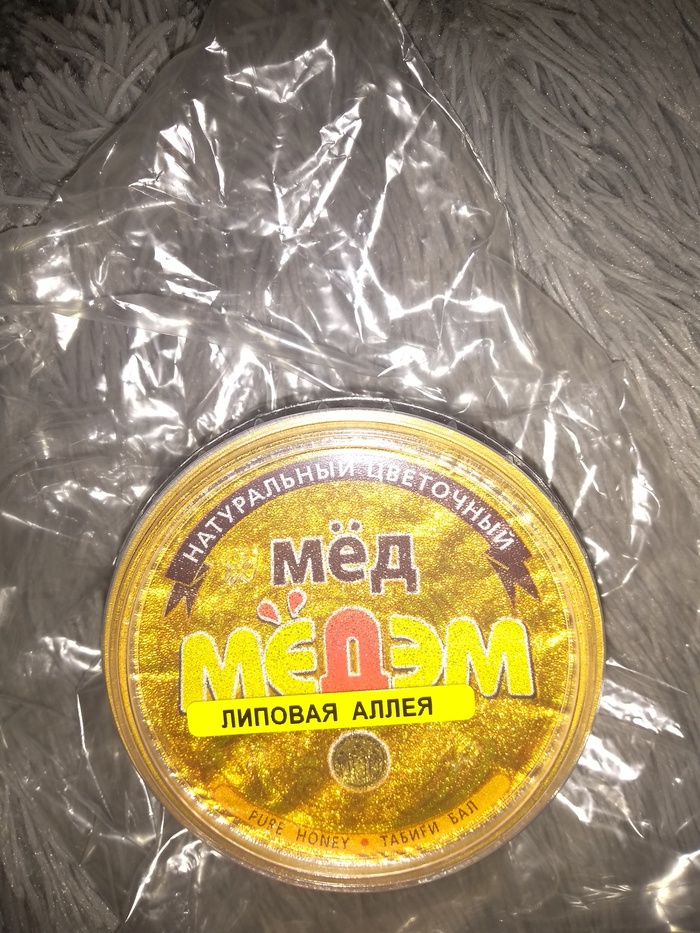 НАТУРАЛЬНЫЙ ЦВЕТОЧНЫЙ
мёд
мёдэм
ЛИПОВАЯ АЛЛЕЯ
PURE HONEY • ТАБИҒИ БАЛ